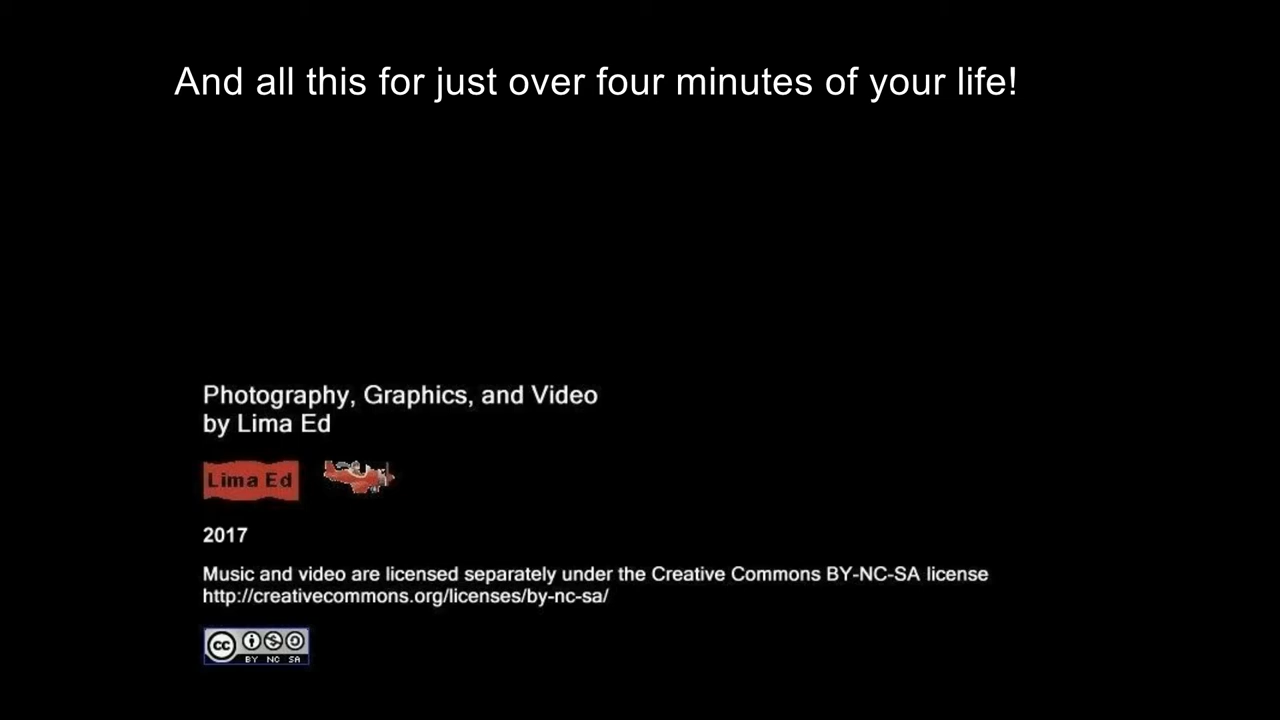 And all this for just over four minutes of your life!
Photography, Graphics, and Video
by Lima Ed
Lima Ed
2017
Music and video are licensed separately under the Creative Commons BY-NC-SA license
http://creativecommons.org/licenses/by-nc-sa/
cc
BY NC SA